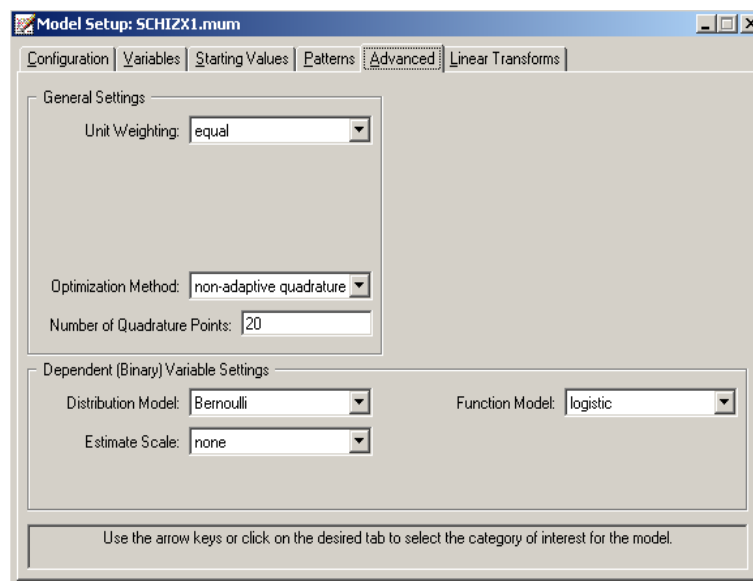 Model Setup: SCHIZX1.mum
Configuration Variables Starting Values Patterns Advanced Linear Transforms
General Settings
Unit Weighting: equal
Optimization Method: non-adaptive quadrature
Number of Quadrature Points: 20
Dependent (Binary) Variable Settings
Distribution Model: Bernoulli Function Model: logistic
Estimate Scale: none
Use the arrow keys or click on the desired tab to select the category of interest for the model.